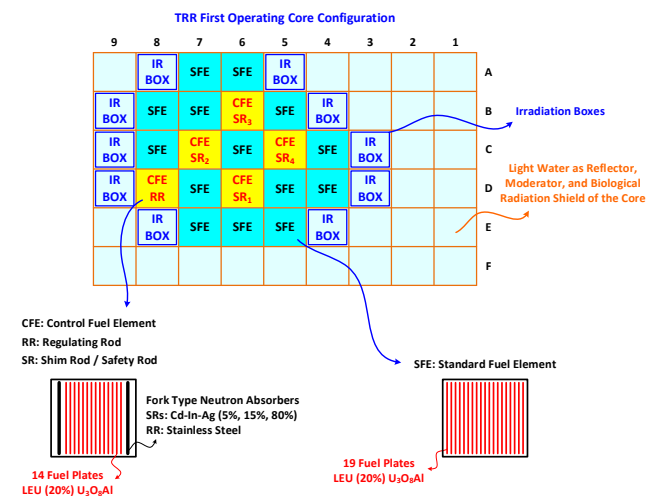 TRR First Operating Core Configuration
9 8 7 6 5 4 3 2 1
IR BOX SFE SFE IR BOX A
IR BOX SFE SFE CFE SR₃ SFE IR BOX B
IR BOX SFE CFE SR₂ SFE CFE SR₄ SFE IR BOX C
IR BOX CFE RR SFE CFE SR₁ SFE SFE IR BOX D
IR BOX SFE SFE SFE IR BOX E
F
Irradiation Boxes
Light Water as Reflector,
Moderator, and Biological
Radiation Shield of the Core
CFE: Control Fuel Element
RR: Regulating Rod
SR: Shim Rod / Safety Rod
SFE: Standard Fuel Element
Fork Type Neutron Absorbers
SRs: Cd-In-Ag (5%, 15%, 80%)
RR: Stainless Steel
14 Fuel Plates
LEU (20%) U₃O₈Al
19 Fuel Plates
LEU (20%) U₃O₈Al